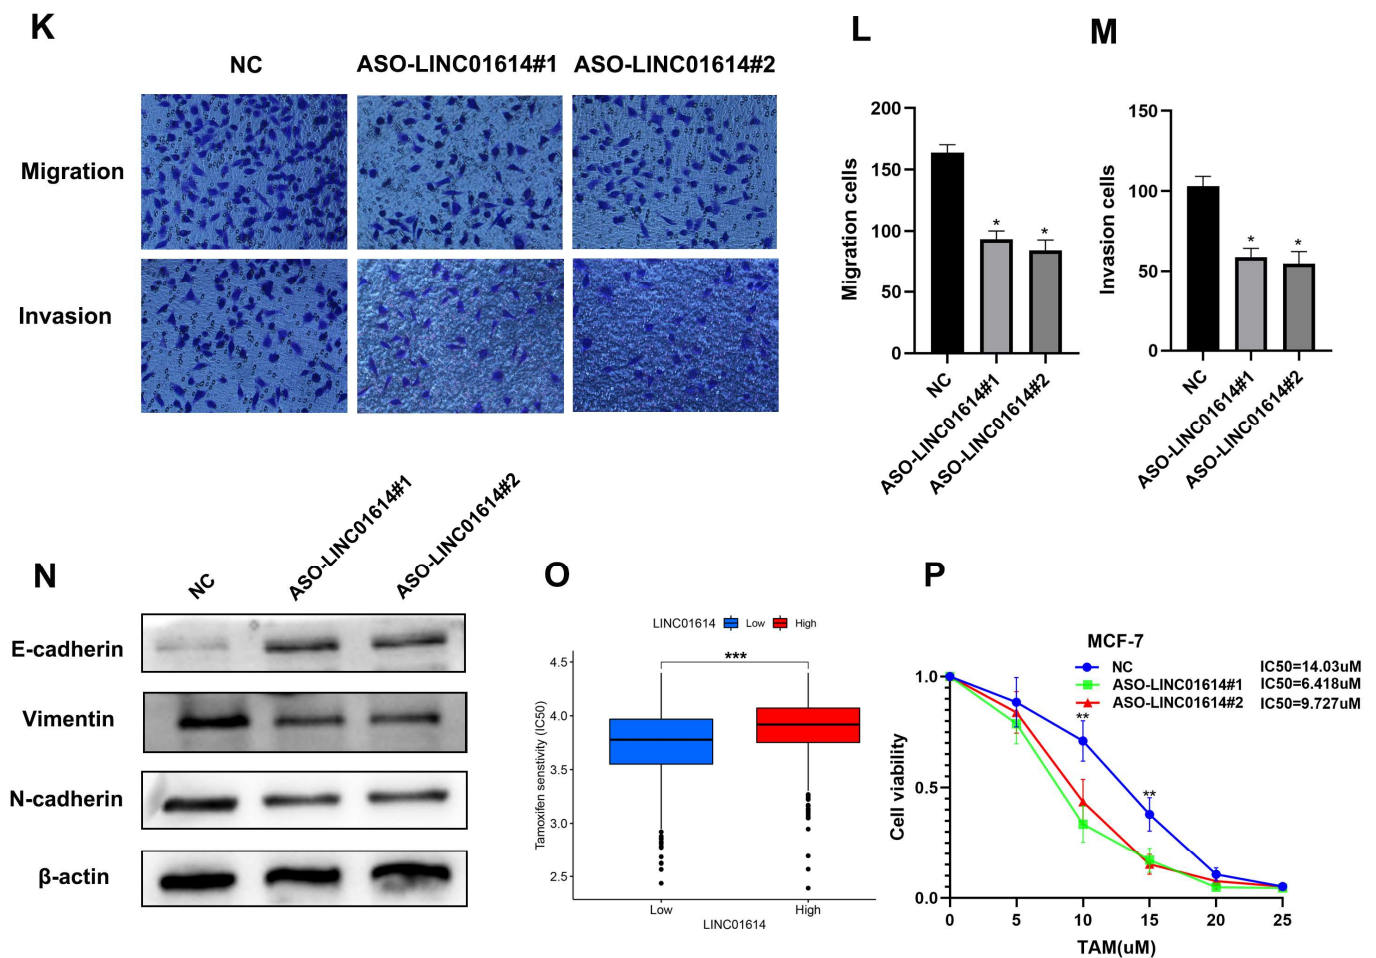 K
NC
ASO-LINC01614#1
ASO-LINC01614#2
Migration
Invasion
L
200
150
100
50
0
Migration cells
*
*
NC
ASO-LINC01614#1
ASO-LINC01614#2
M
150
100
50
0
Invasion cells
*
*
NC
ASO-LINC01614#1
ASO-LINC01614#2
N
NC
ASO-LINC01614#1
ASO-LINC01614#2
E-cadherin
Vimentin
N-cadherin
β-actin
O
LINC01614 Low High
***
4.5
4.0
3.5
3.0
2.5
Tamoxifen senstivity (IC50)
Low High
LINC01614
P
MCF-7
NC IC50=14.03uM
ASO-LINC01614#1 IC50=6.418uM
ASO-LINC01614#2 IC50=9.727uM
1.0
0.5
0.0
Cell viability
**
**
0 5 10 15 20 25
TAM(uM)